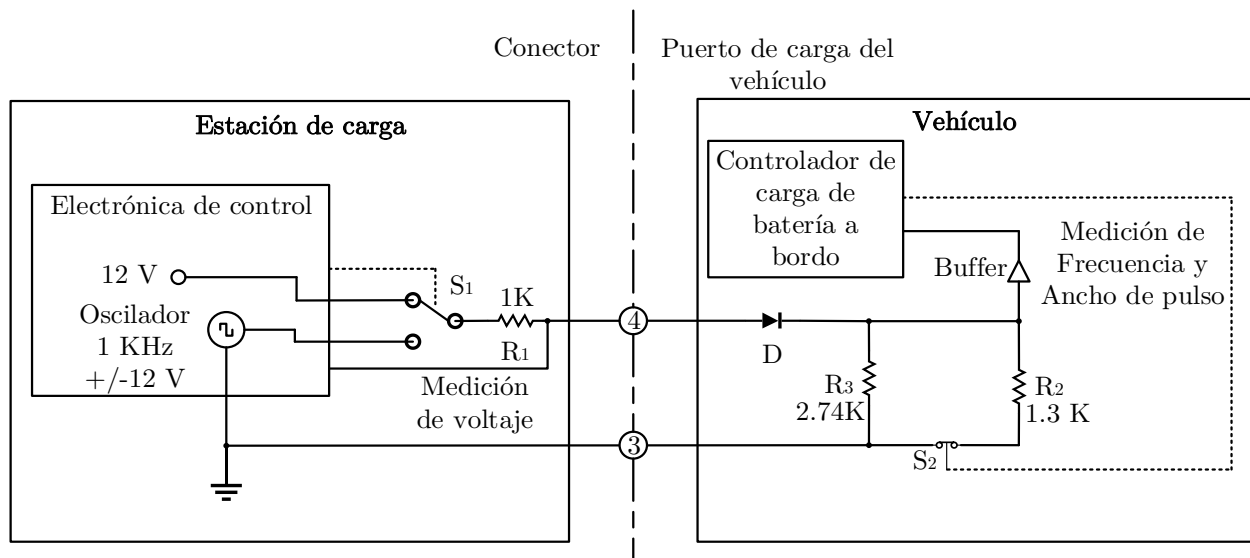 Conector
Puerto de carga del
vehículo
Estación de carga
Electrónica de control
12 V
Oscilador
1 KHz
+/-12 V
S1
1K
R1
Medición
de voltaje
4
3
Vehículo
Controlador de
carga de
batería a
bordo
Buffer
Medición de
Frecuencia y
Ancho de pulso
D
R3
2.74K
R2
1.3 K
S2